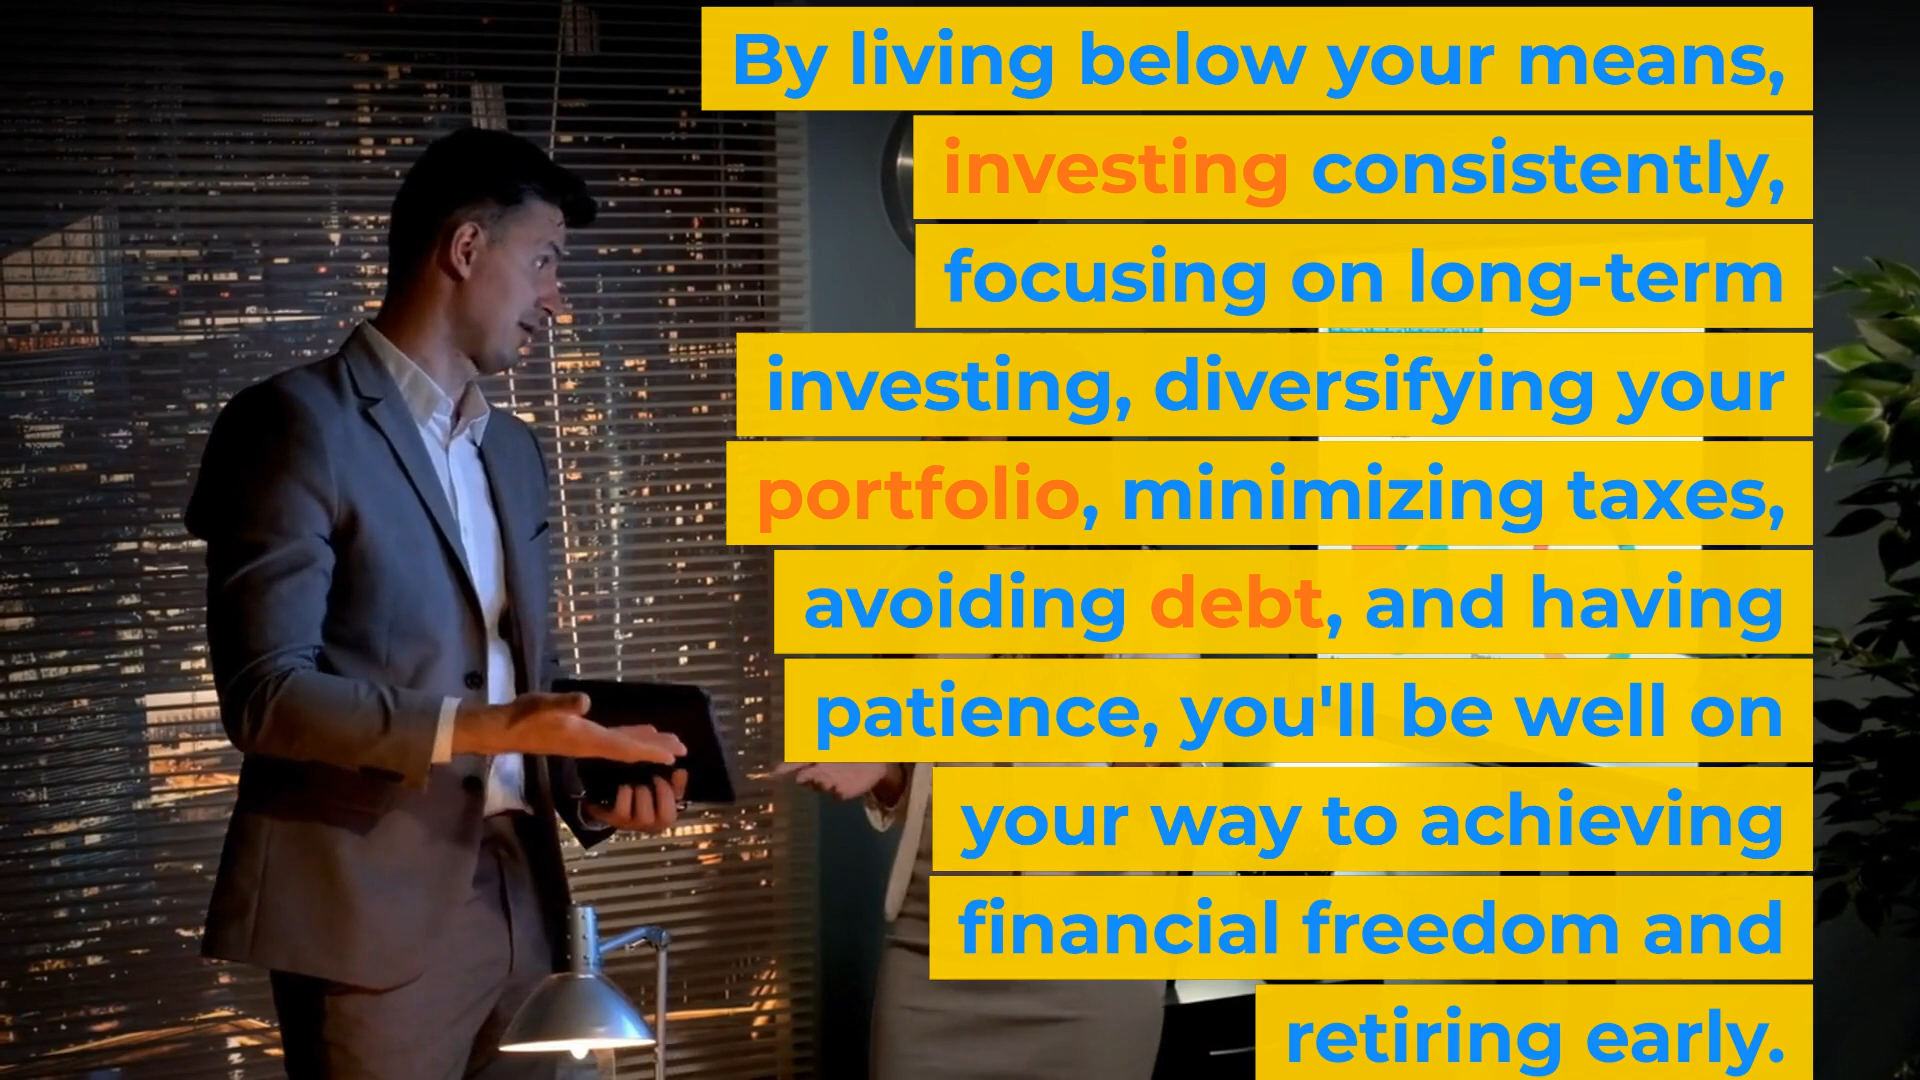 By living below your means,
investing consistently,
focusing on long-term
investing, diversifying your
portfolio, minimizing taxes,
avoiding debt, and having
patience, you'll be well on
your way to achieving
financial freedom and
retiring early.